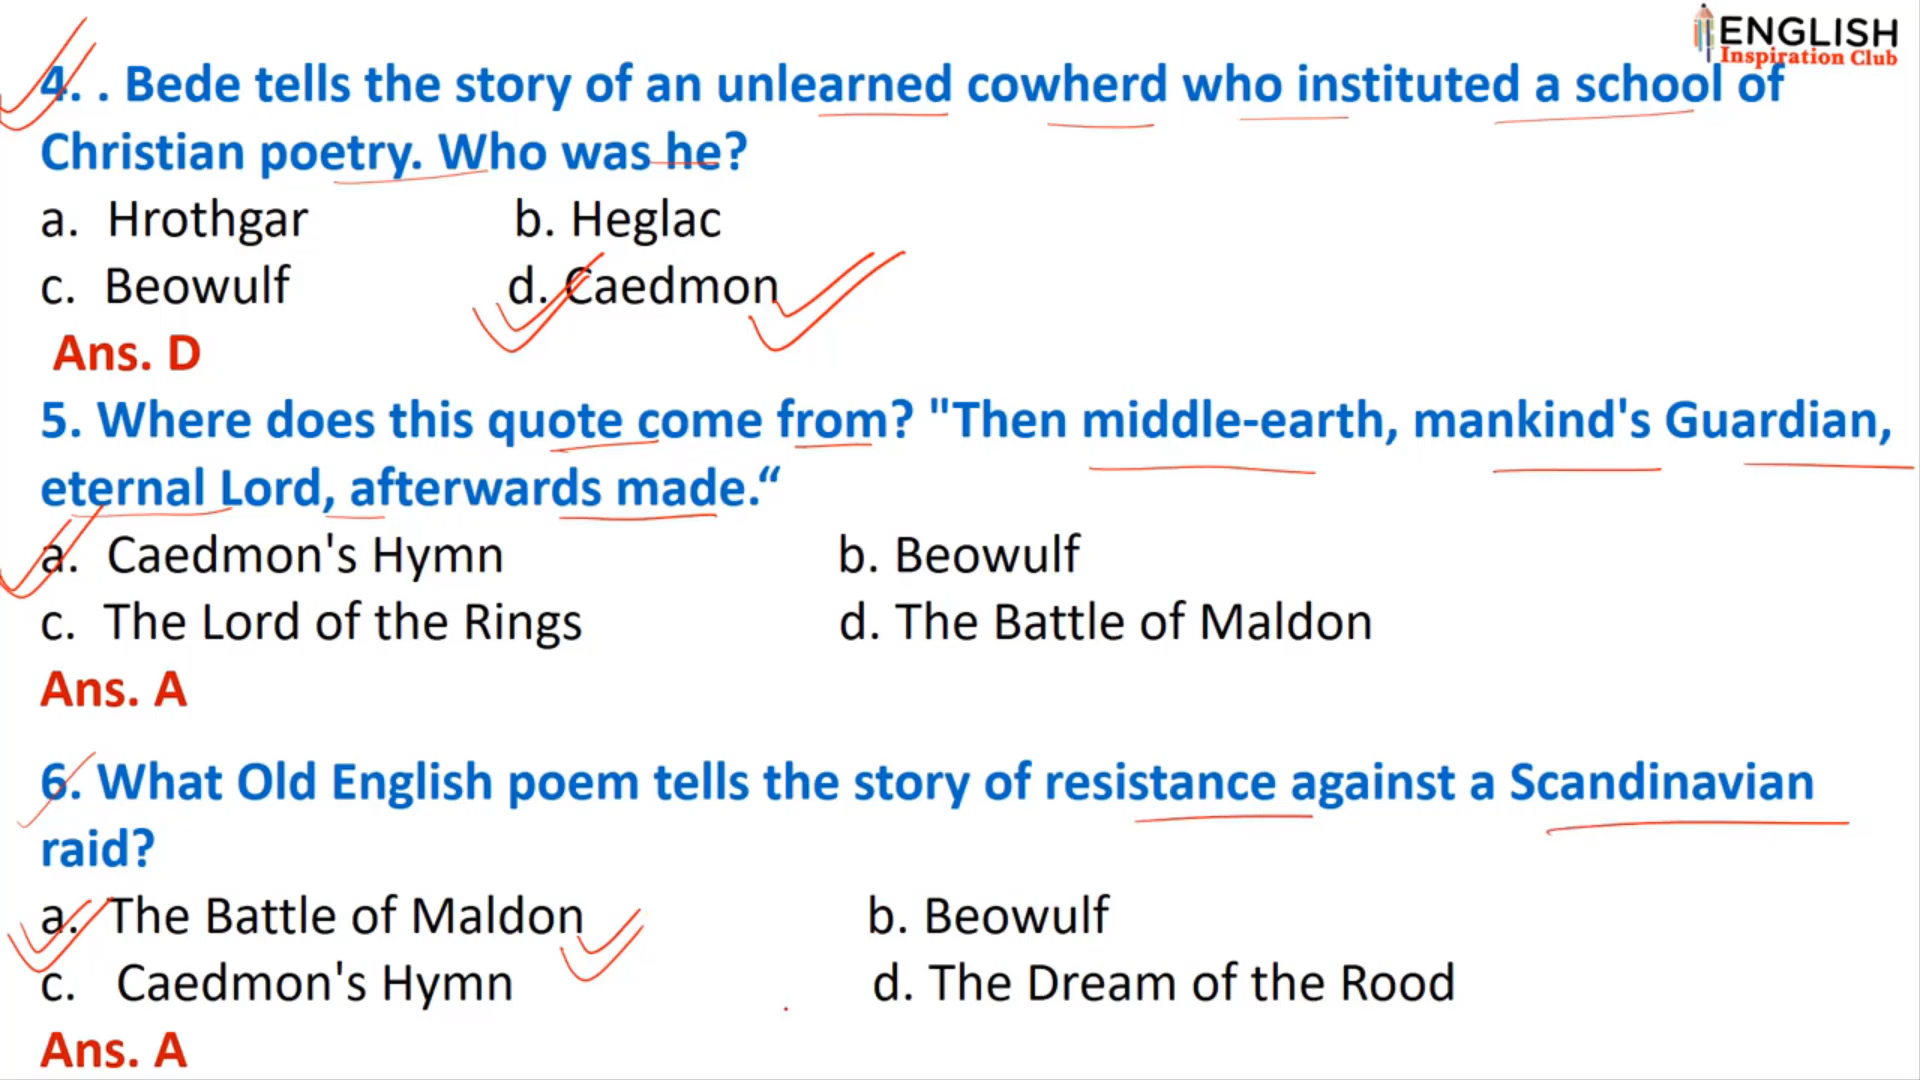 ENGLISH
Inspiration Club
4. . Bede tells the story of an unlearned cowherd who instituted a school of
Christian poetry. Who was he?
a. Hrothgar b. Heglac
c. Beowulf d. Caedmon
Ans. D
5. Where does this quote come from? "Then middle-earth, mankind's Guardian,
eternal Lord, afterwards made.“
a. Caedmon's Hymn b. Beowulf
c. The Lord of the Rings d. The Battle of Maldon
Ans. A
6. What Old English poem tells the story of resistance against a Scandinavian
raid?
a. The Battle of Maldon b. Beowulf
c. Caedmon's Hymn d. The Dream of the Rood
Ans. A